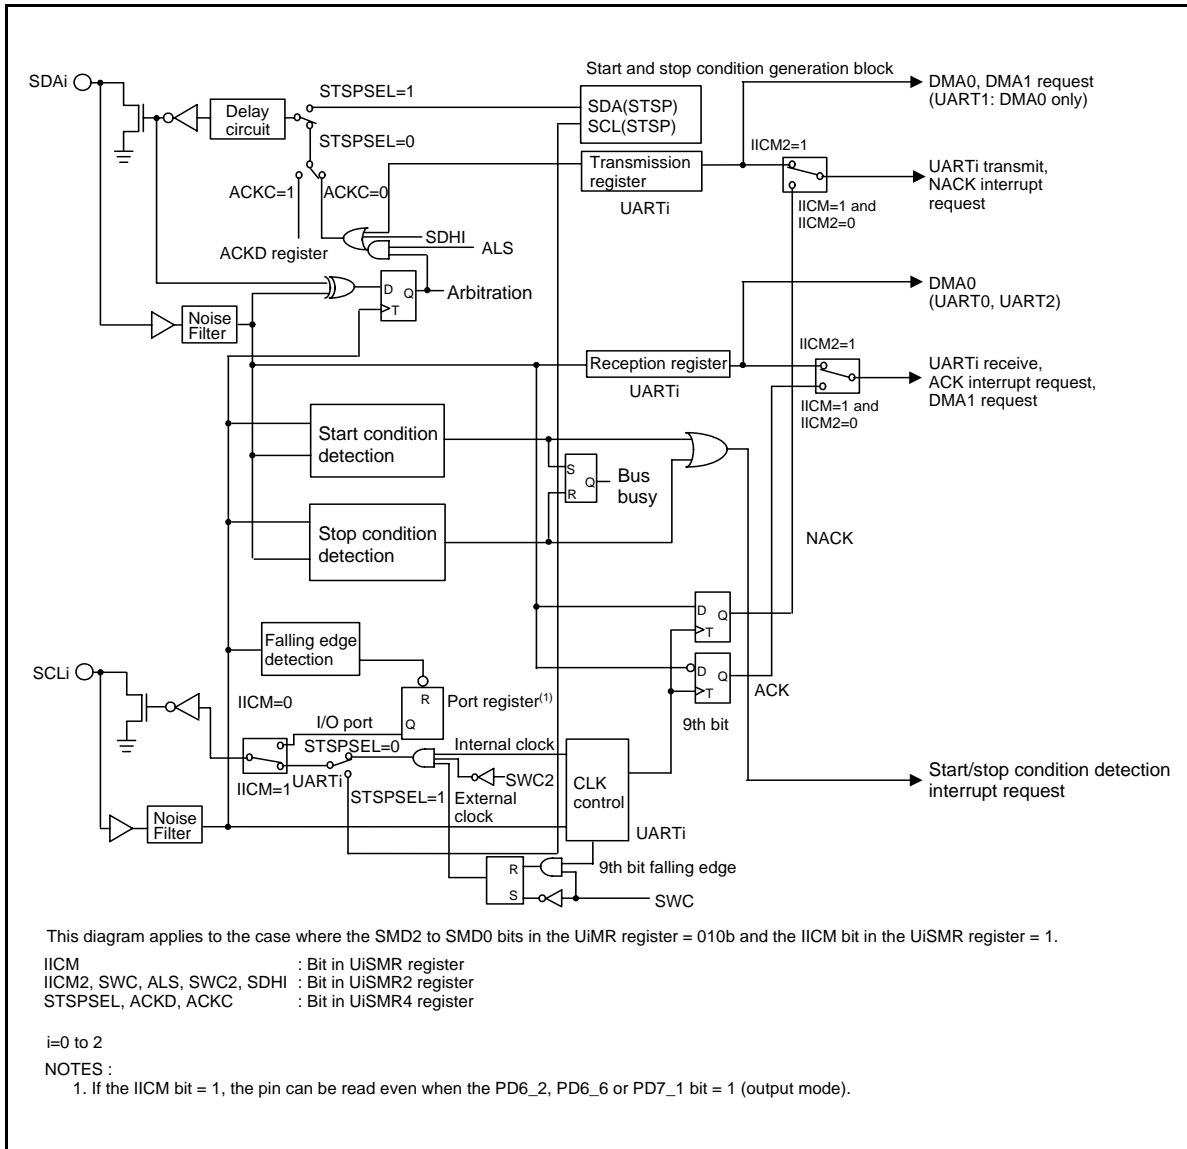 SDAi
Start and stop condition generation block
DMA0, DMA1 request
(UART1: DMA0 only)
STSPSEL=1
Delay
circuit
SDA(STSP)
SCL(STSP)
STSPSEL=0
IICM2=1
ACKC=1
ACKC=0
Transmission
register
UARTi
UARTi transmit,
NACK interrupt
request
IICM=1 and
IICM2=0
SDHI
ALS
ACKD register
D
Q
T
Arbitration
DMA0
(UART0, UART2)
Noise
Filter
IICM2=1
Reception register
UARTi
UARTi receive,
ACK interrupt request,
DMA1 request
IICM=1 and
IICM2=0
Start condition
detection
S
Q
R
Bus
busy
Stop condition
detection
NACK
D
Q
T
Falling edge
detection
D
Q
T
ACK
9th bit
SCLi
R
Q
Port register(1)
IICM=0
I/O port
STSPSEL=0
Internal clock
IICM=1
UARTi
STSPSEL=1
External
clock
SWC2
CLK
control
UARTi
Start/stop condition detection
interrupt request
Noise
Filter
R
S
9th bit falling edge
SWC
This diagram applies to the case where the SMD2 to SMD0 bits in the UiMR register = 010b and the IICM bit in the UiSMR register = 1.
IICM : Bit in UiSMR register
IICM2, SWC, ALS, SWC2, SDHI : Bit in UiSMR2 register
STSPSEL, ACKD, ACKC : Bit in UiSMR4 register
i=0 to 2
NOTES :
1. If the IICM bit = 1, the pin can be read even when the PD6_2, PD6_6 or PD7_1 bit = 1 (output mode).